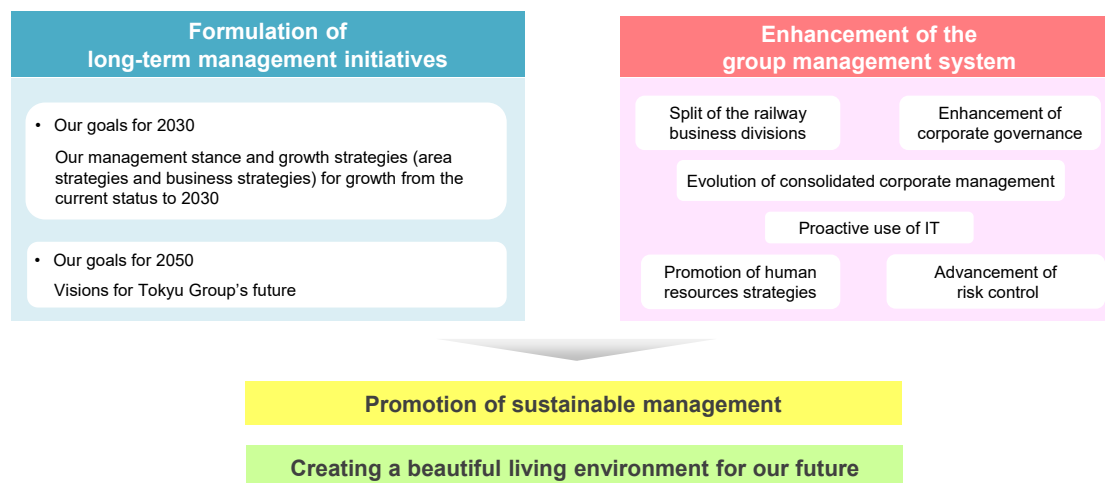 Formulation of
long-term management initiatives
• Our goals for 2030
Our management stance and growth strategies (area
strategies and business strategies) for growth from the
current status to 2030
• Our goals for 2050
Visions for Tokyu Group's future
Enhancement of the
group management system
Split of the railway
business divisions
Enhancement of
corporate governance
Evolution of consolidated corporate management
Proactive use of IT
Promotion of human
resources strategies
Advancement of
risk control
Promotion of sustainable management
Creating a beautiful living environment for our future